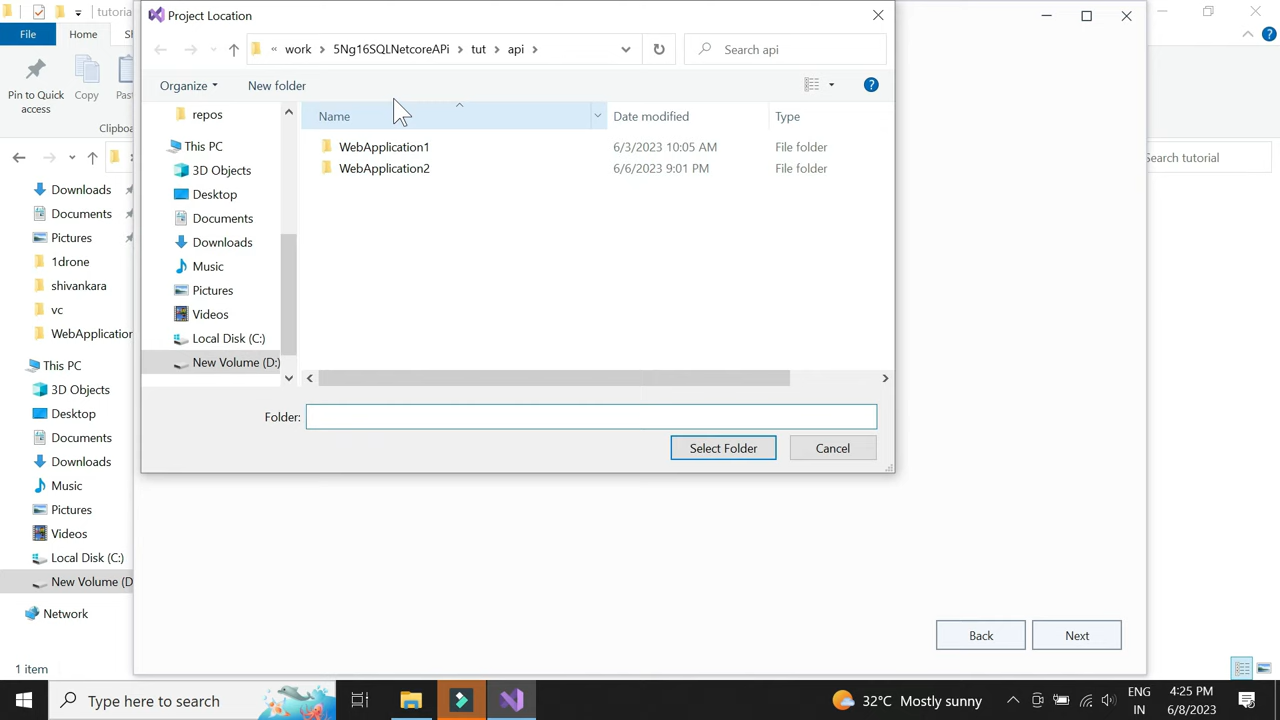 tutoria
Project Location
File
Home
Sh
work
5Ng16SQLNetcoreAPi
tut
api
Search api
Organize
New folder
Pin to Quick
access
Copy
Past
Clipboa
repos
Name
Date modified
Type
This PC
WebApplication1
6/3/2023 10:05 AM
File folder
WebApplication2
6/6/2023 9:01 PM
File folder
3D Objects
Desktop
Documents
Downloads
Music
Pictures
Videos
Local Disk (C:)
New Volume (D:)
Search tutorial
Downloads
Documents
Pictures
1drone
shivankara
vc
WebApplication
This PC
3D Objects
Desktop
Documents
Downloads
Music
Pictures
Videos
Local Disk (C:)
New Volume (D
Network
Folder:
Select Folder
Cancel
Back
Next
1 item
Type here to search
32°C Mostly sunny
ENG
IN
4:25 PM
6/8/2023